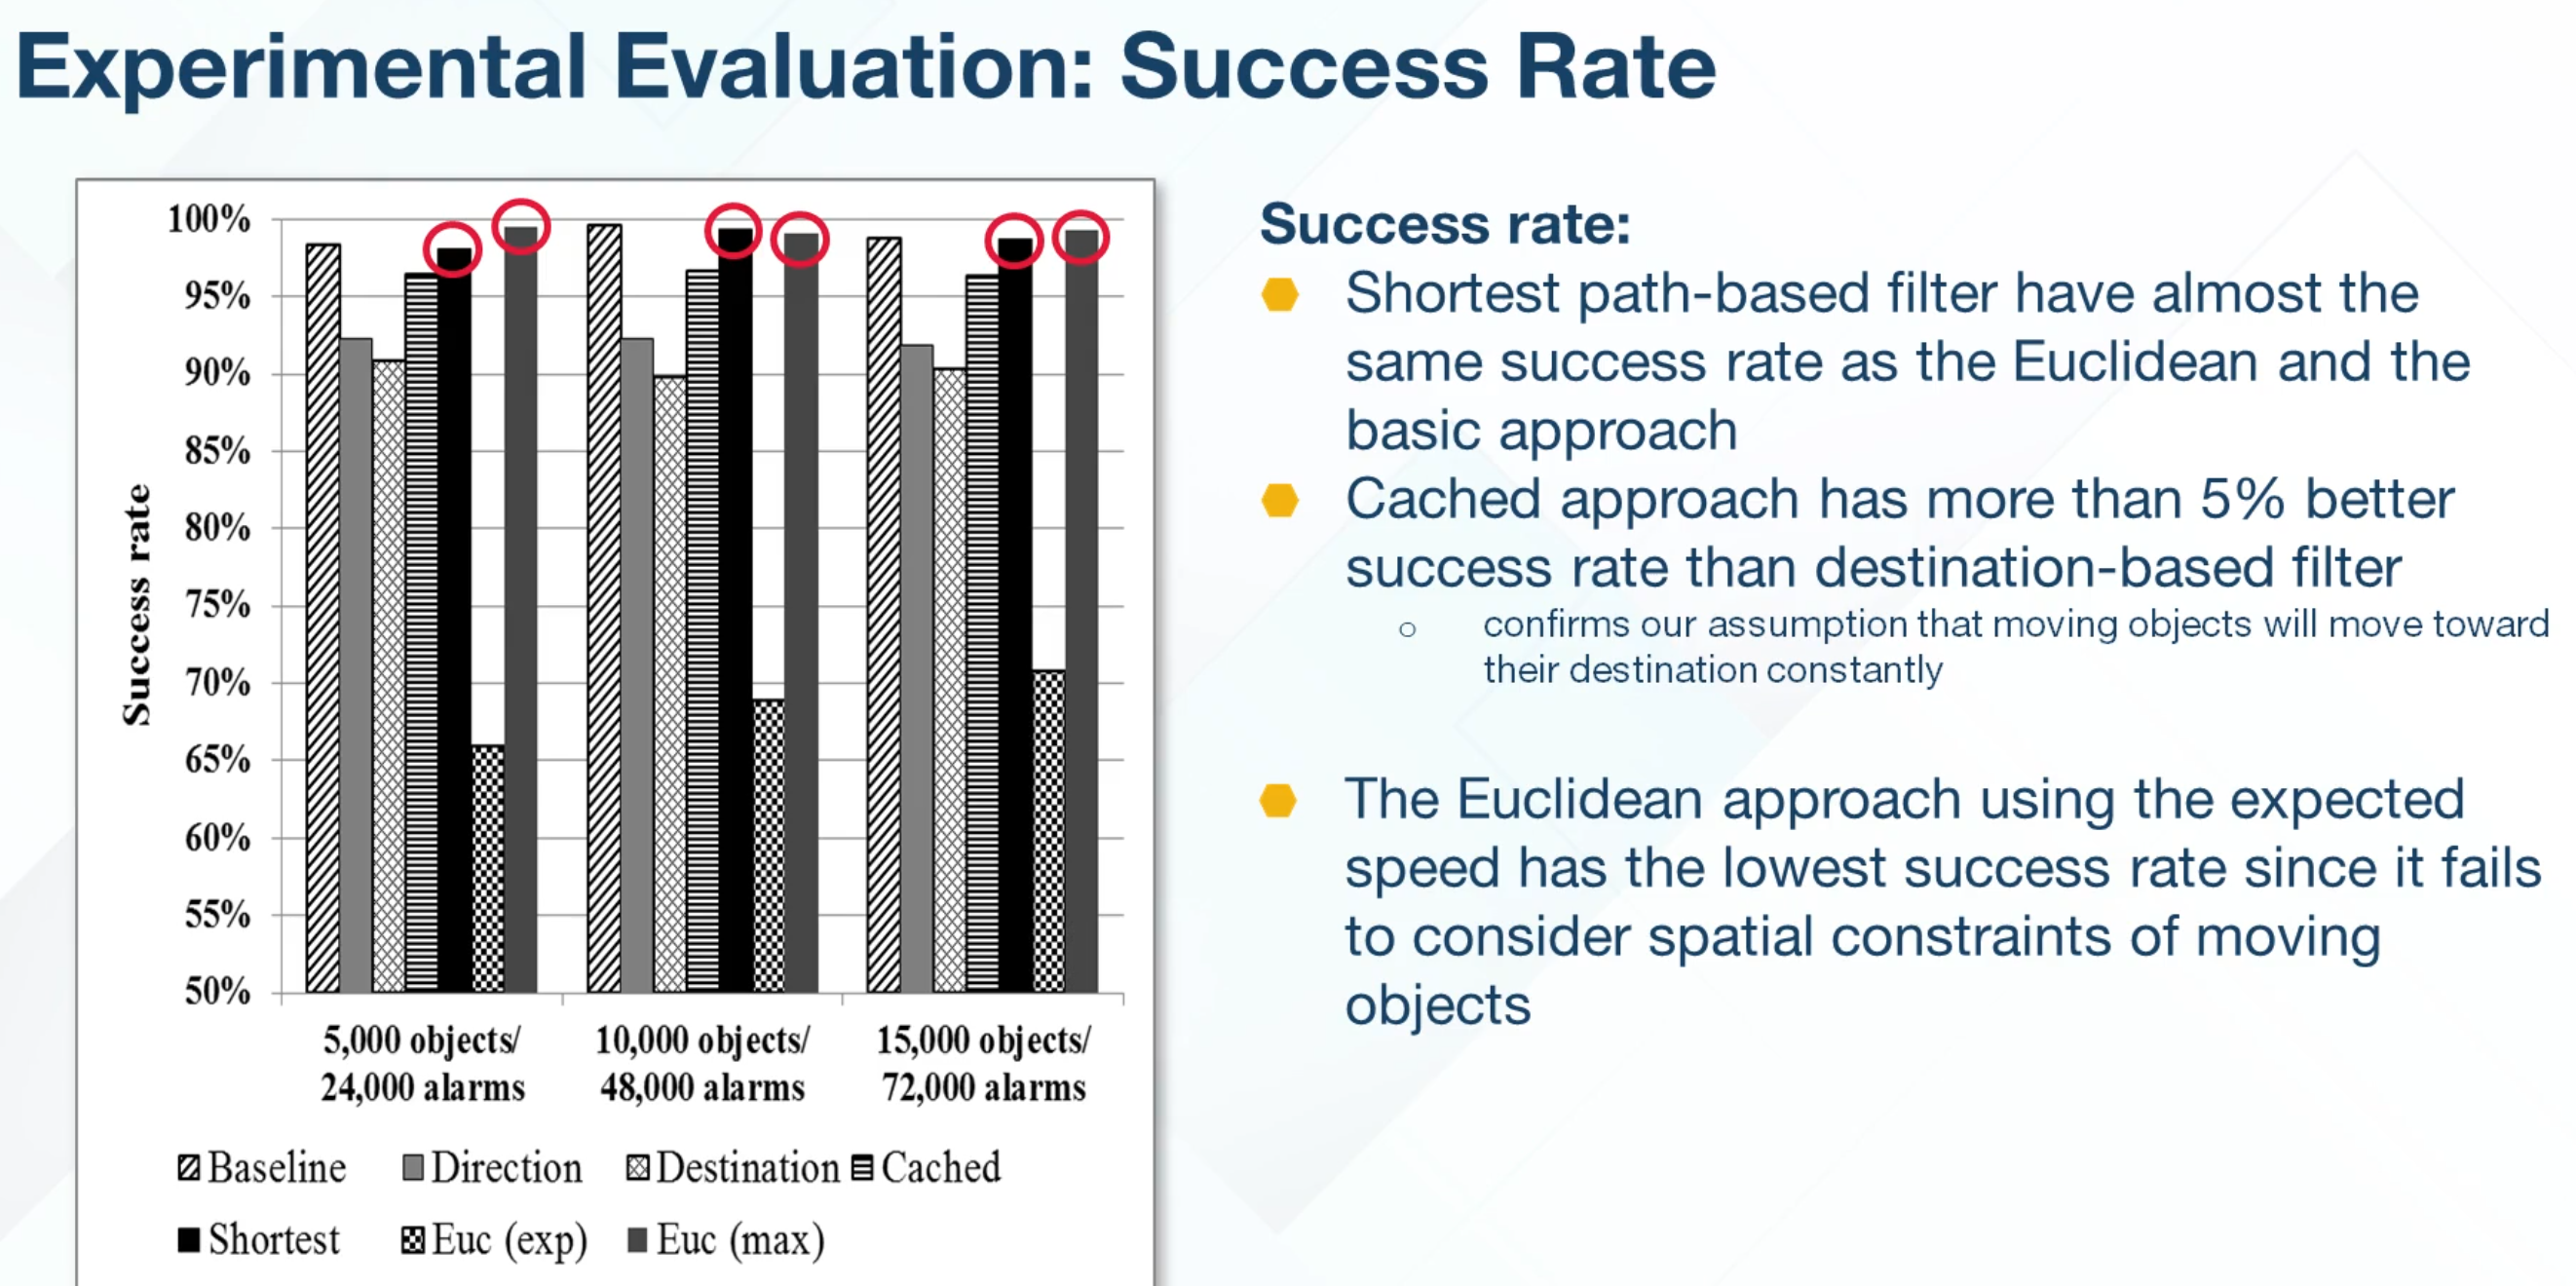 Experimental Evaluation: Success Rate
100%
95%
90%
85%
80%
75%
70%
65%
60%
55%
50%
Success rate
5,000 objects/
24,000 alarms
10,000 objects/
48,000 alarms
15,000 objects/
72,000 alarms
Baseline Direction Destination Cached
Shortest Euc (exp) Euc (max)
Success rate:
Shortest path-based filter have almost the
same success rate as the Euclidean and the
basic approach
Cached approach has more than 5% better
success rate than destination-based filter
confirms our assumption that moving objects will move toward
their destination constantly
The Euclidean approach using the expected
speed has the lowest success rate since it fails
to consider spatial constraints of moving
objects